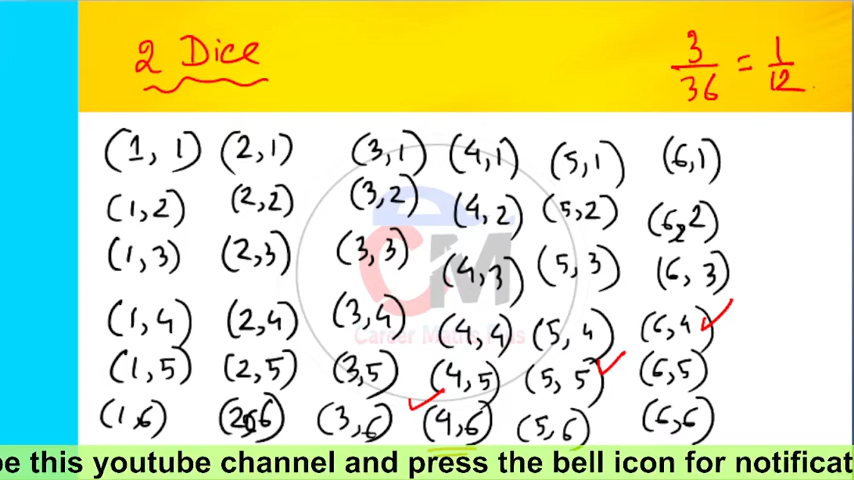 2 Dice
3/36 = 1/12
(1, 1) (2,1) (3,1) (4,1) (5,1) (6,1)
(1,2) (2,2) (3,2) (4,2) (5,2) (6,2)
(1,3) (2,3) (3,3) (4,3) (5,3) (6,3)
(1,4) (2,4) (3,4) (4,4) (5,4) (6,4)
(1,5) (2,5) (3,5) (4,5) (5,5) (6,5)
(1,6) (2,6) (3,6) (4,6) (5,6) (6,6)
CM
Career Maths Plus
be this youtube channel and press the bell icon for notificat